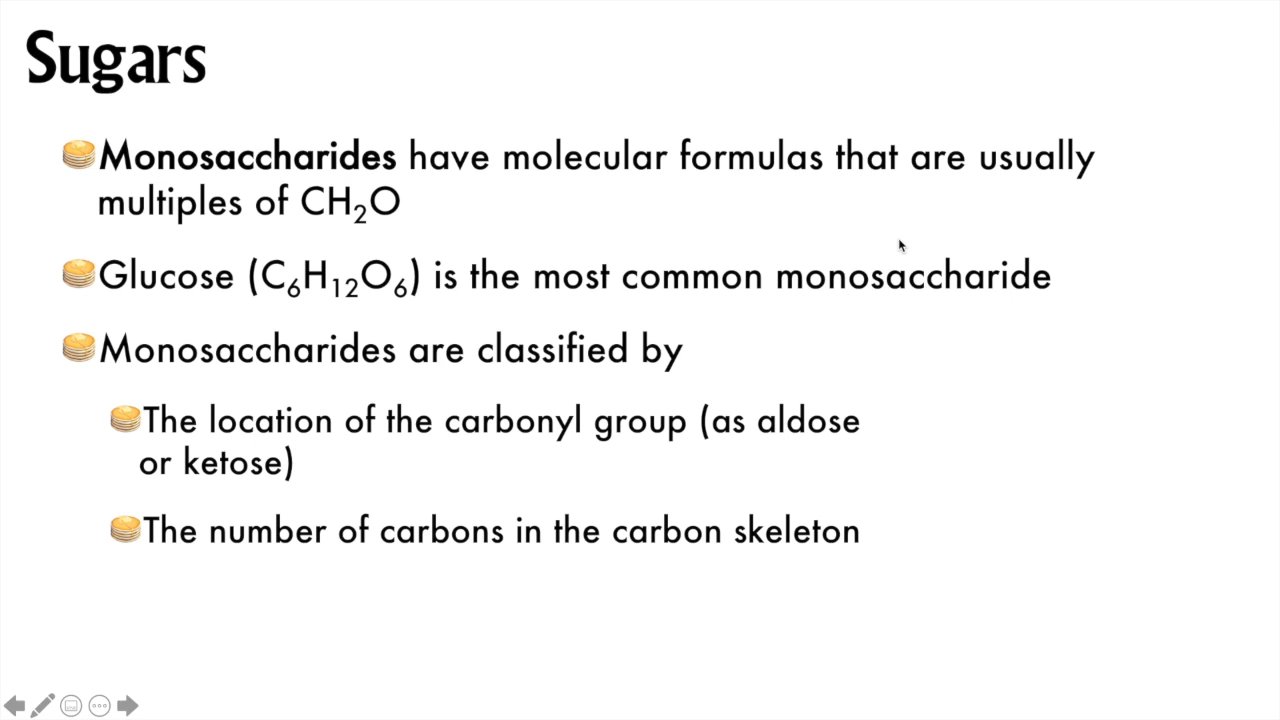 Sugars
Monosaccharides have molecular formulas that are usually
multiples of CH₂O
Glucose (C₆H₁₂O₆) is the most common monosaccharide
Monosaccharides are classified by
The location of the carbonyl group (as aldose
or ketose)
The number of carbons in the carbon skeleton